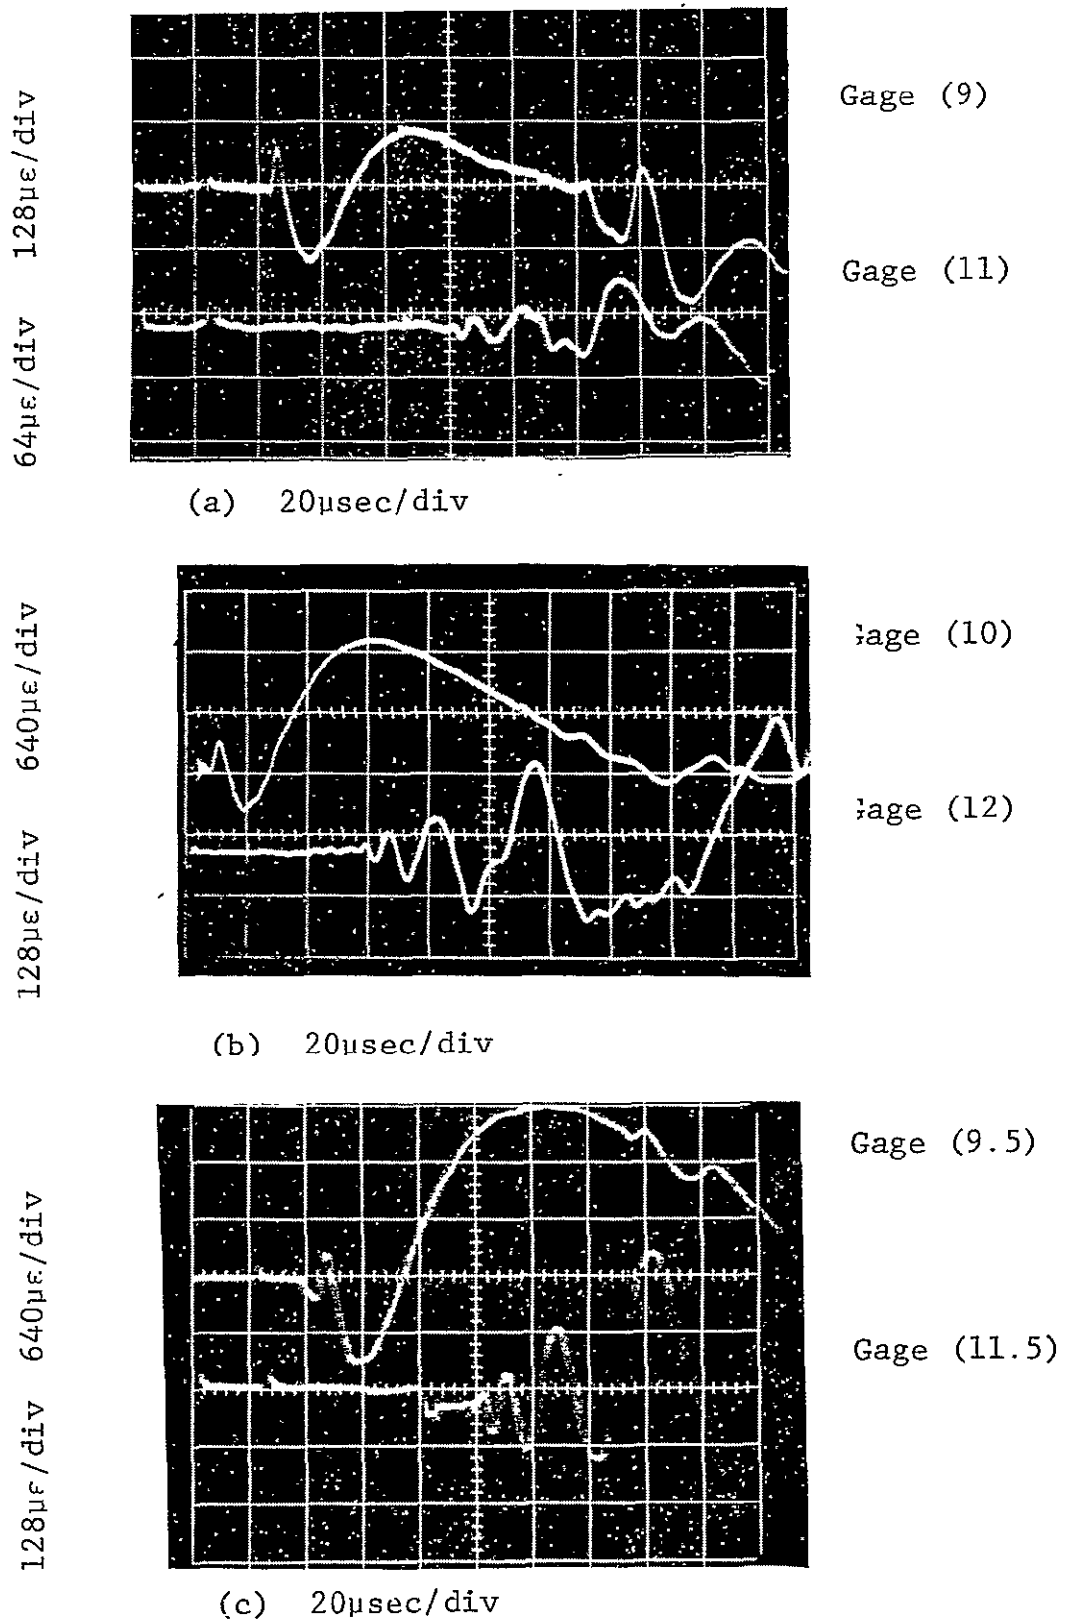 128με/div
64με/div
Gage (9)
Gage (11)
(a) 20μsec/div
640με/div
128με/div
Gage (10)
Gage (12)
(b) 20μsec/div
640με/div
128με/div
Gage (9.5)
Gage (11.5)
(c) 20μsec/div